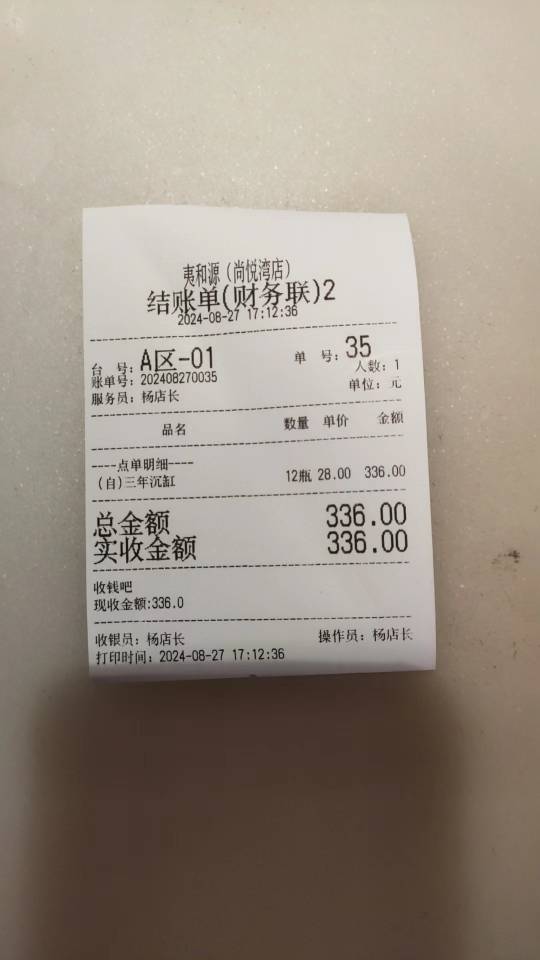 夷和源(尚悦湾店)
结账单(财务联)2
2024-08-27 17:12:36
台 号: A区-01 单 号: 35
账单号: 202408270035 人数: 1
服务员: 杨店长 单位: 元
品名 数量 单价 金额
----点单明细----
(自)三年沉缸 12瓶 28.00 336.00
总金额 336.00
实收金额 336.00
收钱吧
现收金额:336.0
收银员: 杨店长 操作员: 杨店长
打印时间: 2024-08-27 17:12:36